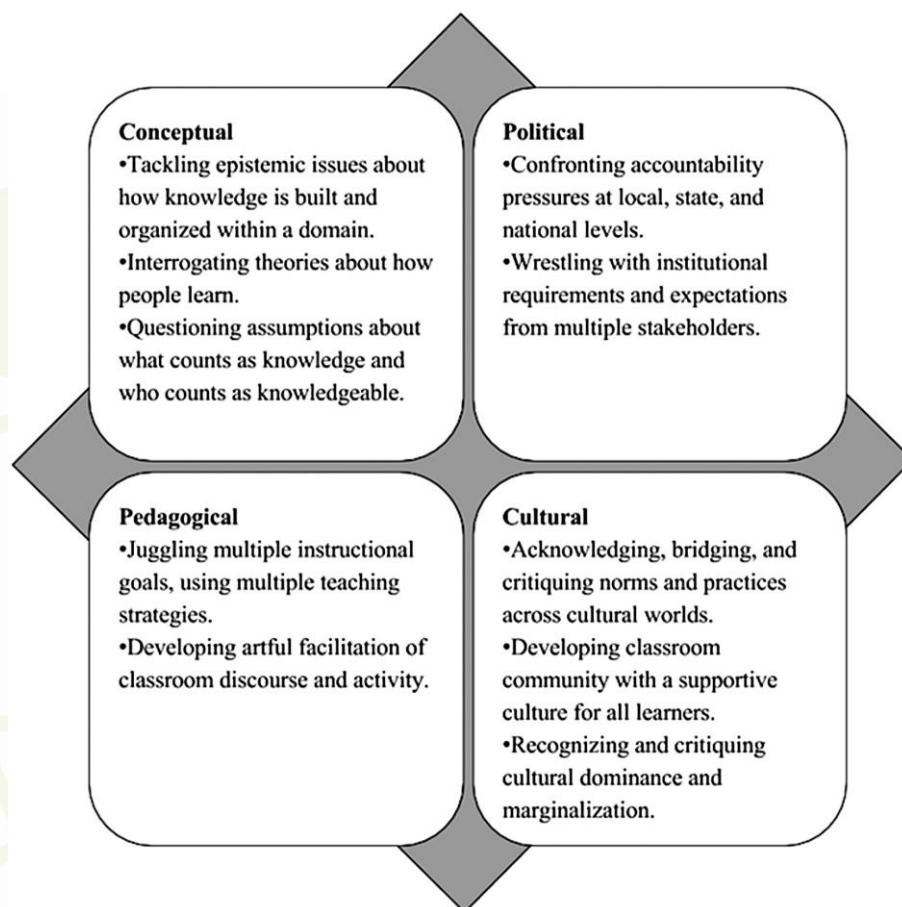 Conceptual
•Tackling epistemic issues about
how knowledge is built and
organized within a domain.
•Interrogating theories about how
people learn.
•Questioning assumptions about
what counts as knowledge and
who counts as knowledgeable.
Political
•Confronting accountability
pressures at local, state, and
national levels.
•Wrestling with institutional
requirements and expectations
from multiple stakeholders.
Pedagogical
•Juggling multiple instructional
goals, using multiple teaching
strategies.
•Developing artful facilitation of
classroom discourse and activity.
Cultural
•Acknowledging, bridging, and
critiquing norms and practices
across cultural worlds.
•Developing classroom
community with a supportive
culture for all learners.
•Recognizing and critiquing
cultural dominance and
marginalization.